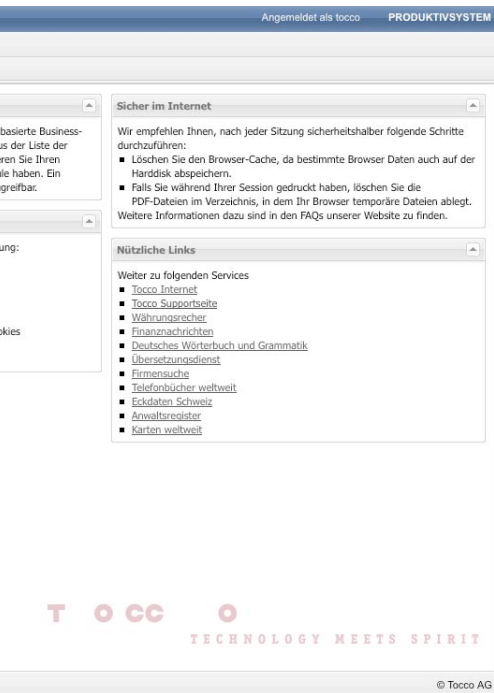 Angemeldet als tocco PRODUKTIVSYSTEM
basierte Business-
us der Liste der
eren Sie Ihren
le haben. Ein
greifbar.
ung:
okies
Sicher im Internet
Wir empfehlen Ihnen, nach jeder Sitzung sicherheitshalber folgende Schritte
durchzuführen:
Löschen Sie den Browser-Cache, da bestimmte Browser Daten auch auf der
Harddisk abspeichern.
Falls Sie während Ihrer Session gedruckt haben, löschen Sie die
PDF-Dateien im Verzeichnis, in dem Ihr Browser temporäre Dateien ablegt.
Weitere Informationen dazu sind in den FAQs unserer Website zu finden.
Nützliche Links
Weiter zu folgenden Services
Tocco Internet
Tocco Supportseite
Währungsrecher
Finanznachrichten
Deutsches Wörterbuch und Grammatik
Übersetzungsdienst
Firmensuche
Telefonbücher weltweit
Eckdaten Schweiz
Anwaltsregister
Karten weltweit
T O CC O
TECHNOLOGY MEETS SPIRIT
© Tocco AG